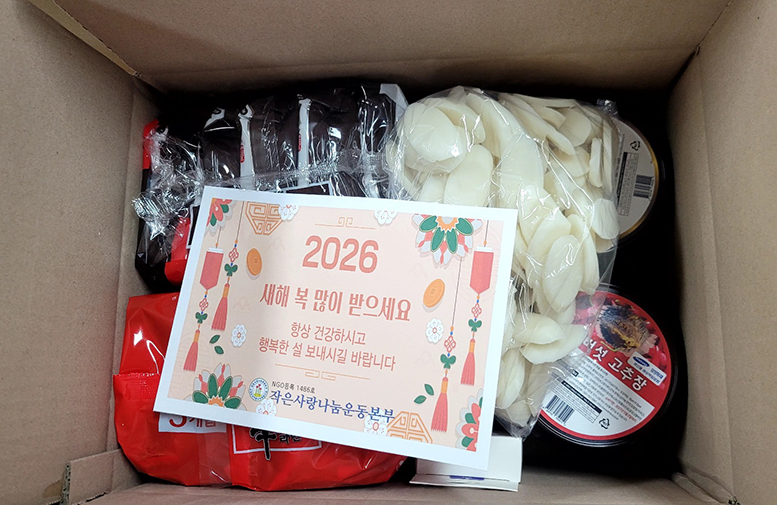 2026
새해 복 많이 받으세요
항상 건강하시고
행복한 설 보내시길 바랍니다
NGO등록 1486호
작은사랑나눔운동본부
버섯 고추장